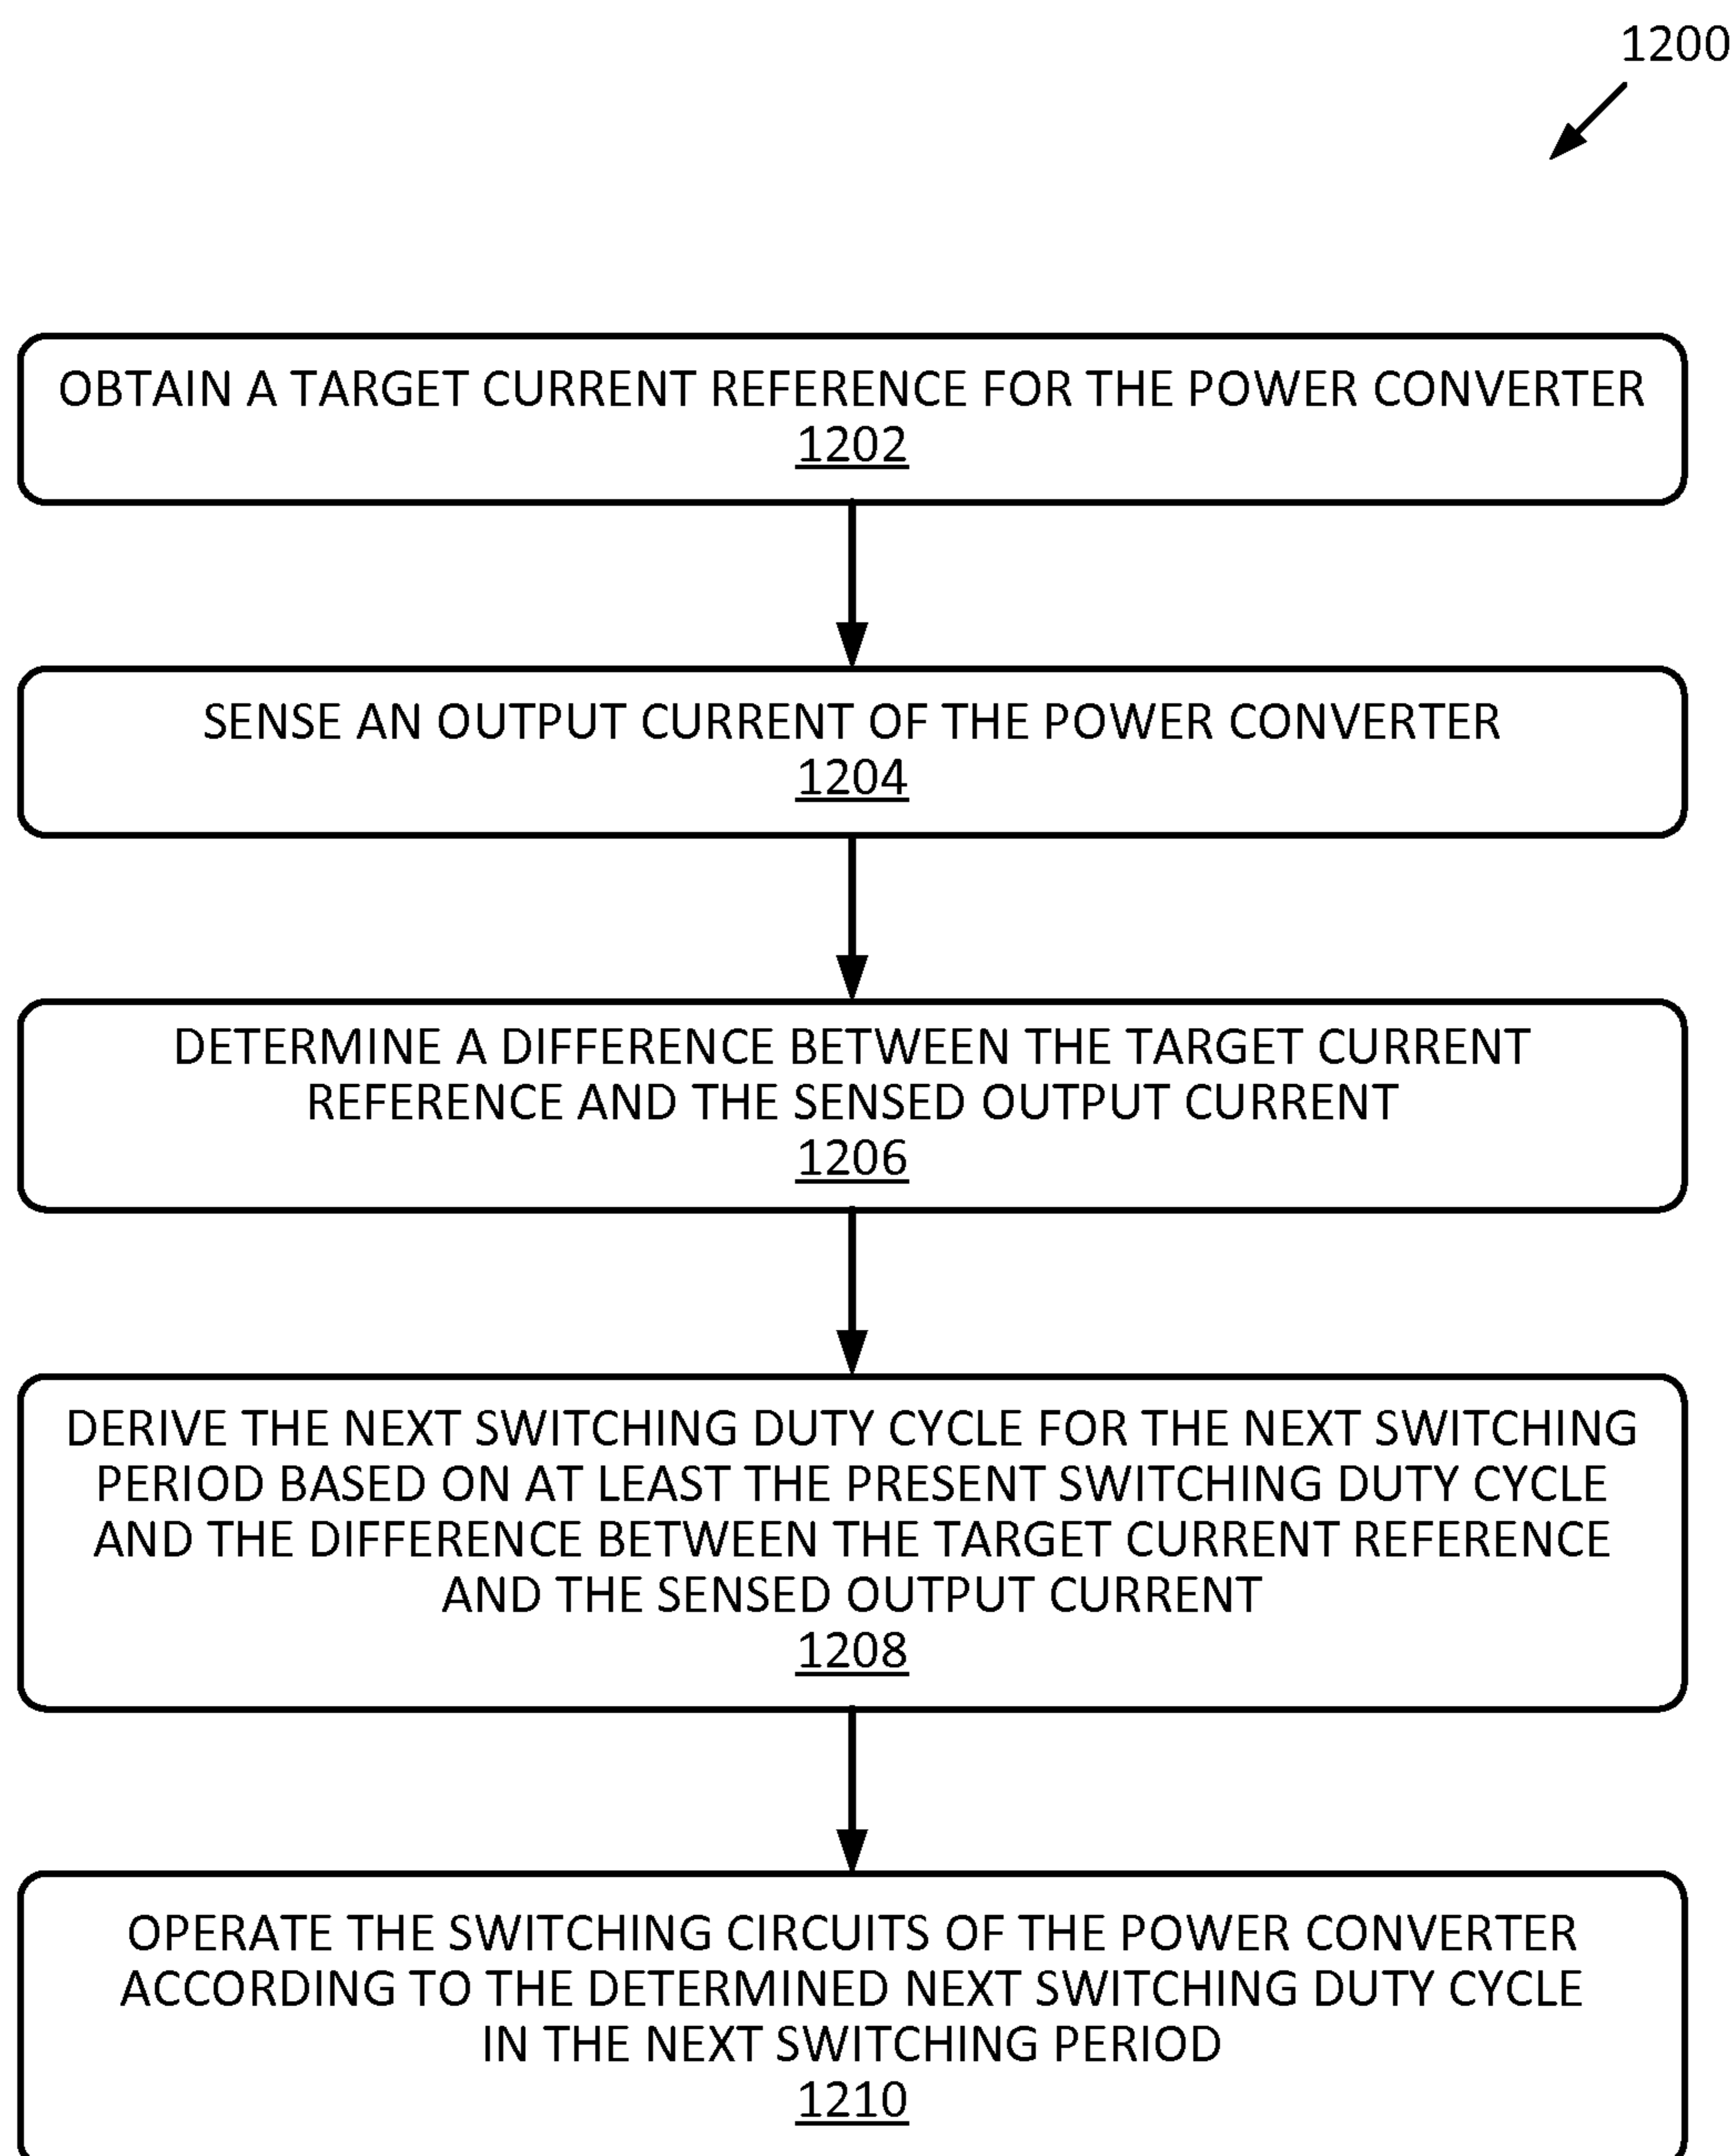 1200
OBTAIN A TARGET CURRENT REFERENCE FOR THE POWER CONVERTER
1202
SENSE AN OUTPUT CURRENT OF THE POWER CONVERTER
1204
DETERMINE A DIFFERENCE BETWEEN THE TARGET CURRENT
REFERENCE AND THE SENSED OUTPUT CURRENT
1206
DERIVE THE NEXT SWITCHING DUTY CYCLE FOR THE NEXT SWITCHING
PERIOD BASED ON AT LEAST THE PRESENT SWITCHING DUTY CYCLE
AND THE DIFFERENCE BETWEEN THE TARGET CURRENT REFERENCE
AND THE SENSED OUTPUT CURRENT
1208
OPERATE THE SWITCHING CIRCUITS OF THE POWER CONVERTER
ACCORDING TO THE DETERMINED NEXT SWITCHING DUTY CYCLE
IN THE NEXT SWITCHING PERIOD
1210